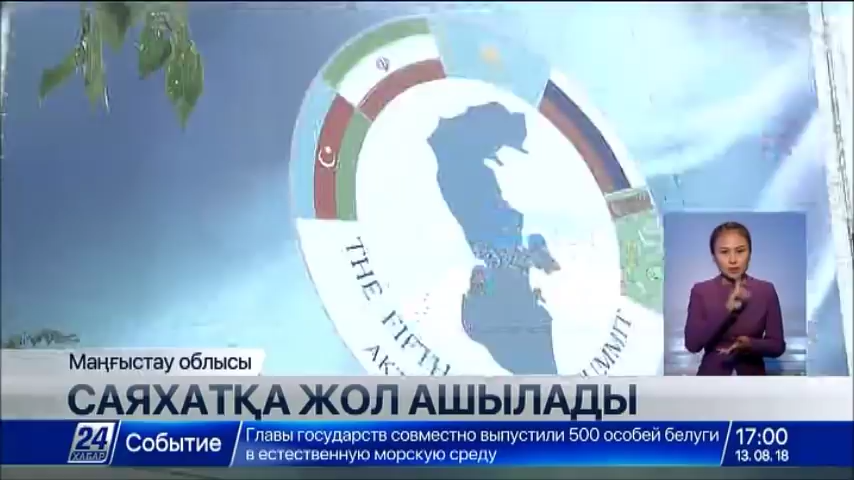 THE FIFTH
SUMMIT
Маңғыстау облысы
САЯХАТҚА ЖОЛ АШЫЛАДЫ
24
ХАБАР
Событие
Главы государств совместно выпустили 500 особей белуги
в естественную морскую среду
17:00
13.08.18